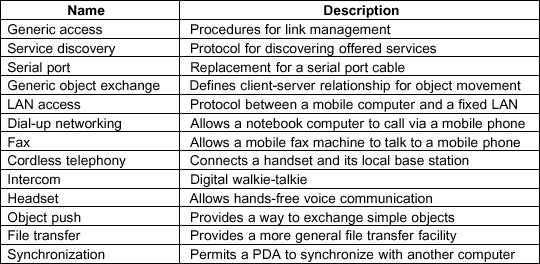 Name Description
Generic access Procedures for link management
Service discovery Protocol for discovering offered services
Serial port Replacement for a serial port cable
Generic object exchange Defines client-server relationship for object movement
LAN access Protocol between a mobile computer and a fixed LAN
Dial-up networking Allows a notebook computer to call via a mobile phone
Fax Allows a mobile fax machine to talk to a mobile phone
Cordless telephony Connects a handset and its local base station
Intercom Digital walkie-talkie
Headset Allows hands-free voice communication
Object push Provides a way to exchange simple objects
File transfer Provides a more general file transfer facility
Synchronization Permits a PDA to synchronize with another computer